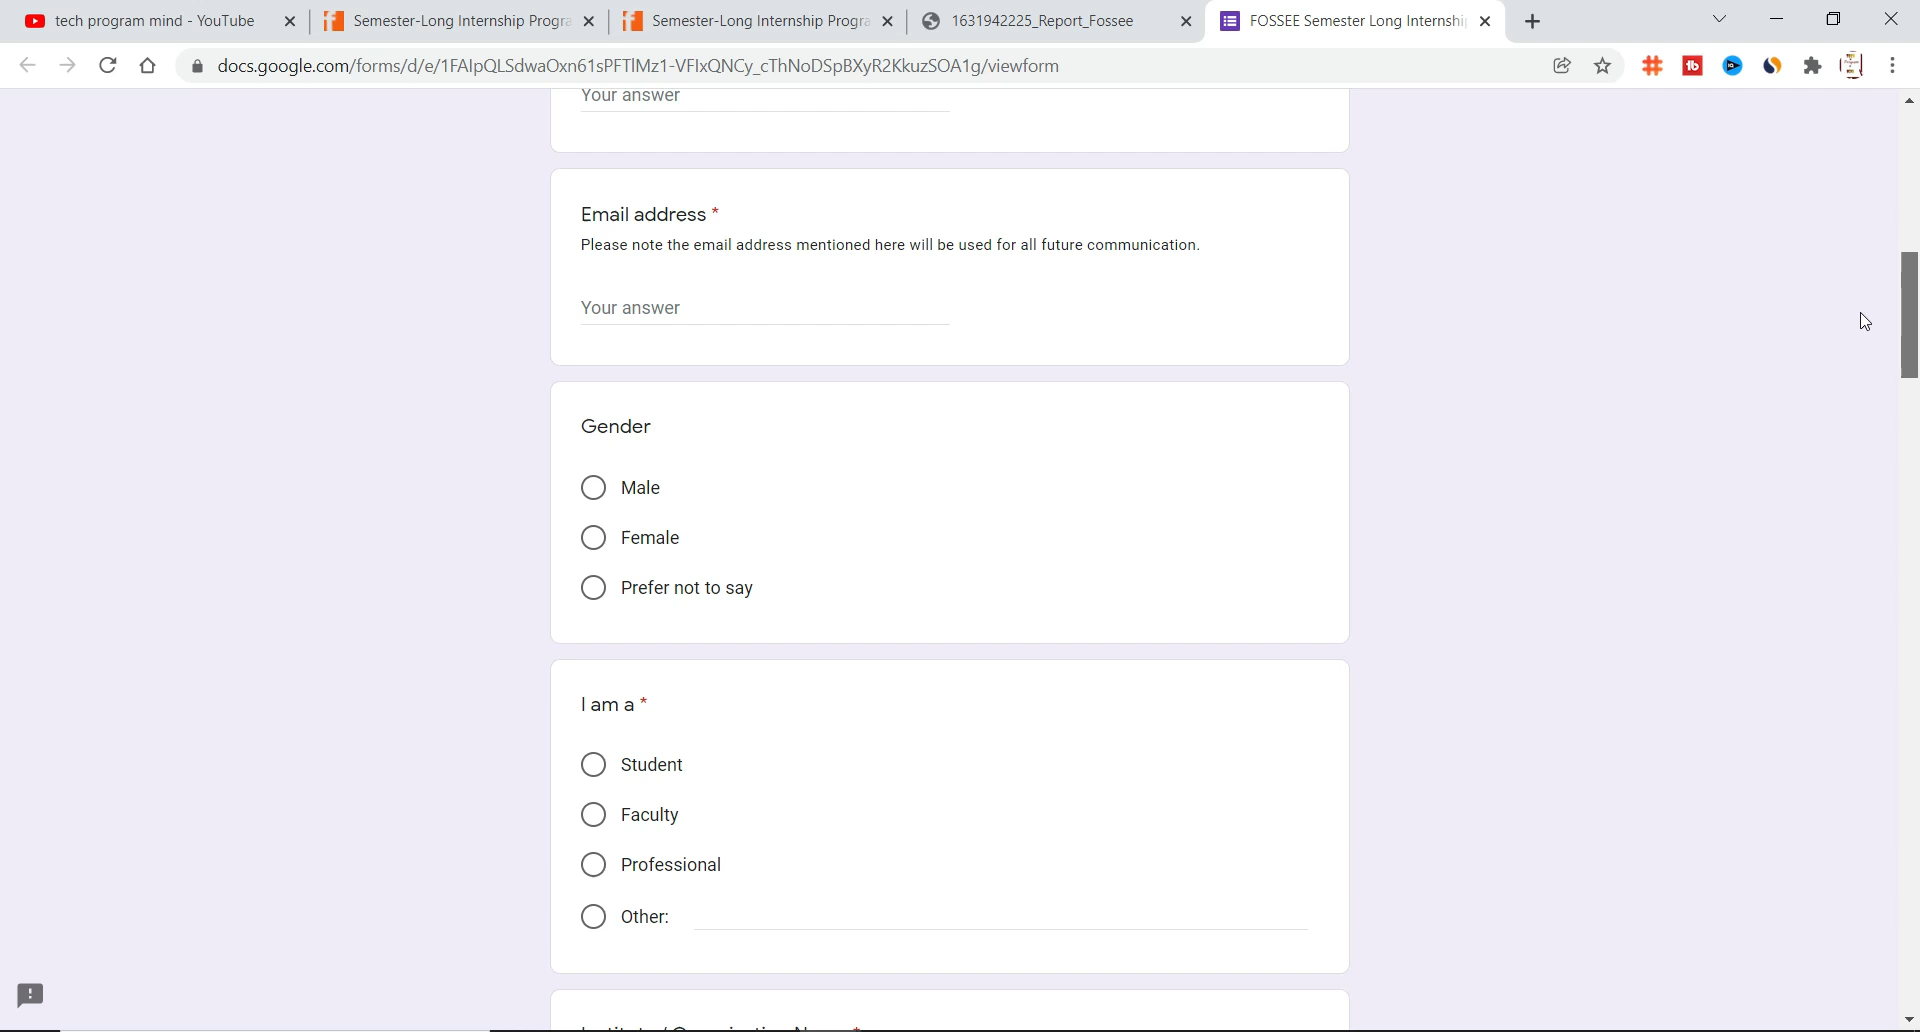 tech program mind - YouTube
Semester-Long Internship Progra
Semester-Long Internship Progra
1631942225_Report_Fossee
FOSSEE Semester Long Internshi
docs.google.com/forms/d/e/1FAIpQLSdwaOxn61sPFTlMz1-VFIxQNCy_cThNoDSpBXyR2KkuzSOA1g/viewform
Your answer
Email address *
Please note the email address mentioned here will be used for all future communication.
Your answer
Gender
Male
Female
Prefer not to say
I am a *
Student
Faculty
Professional
Other: